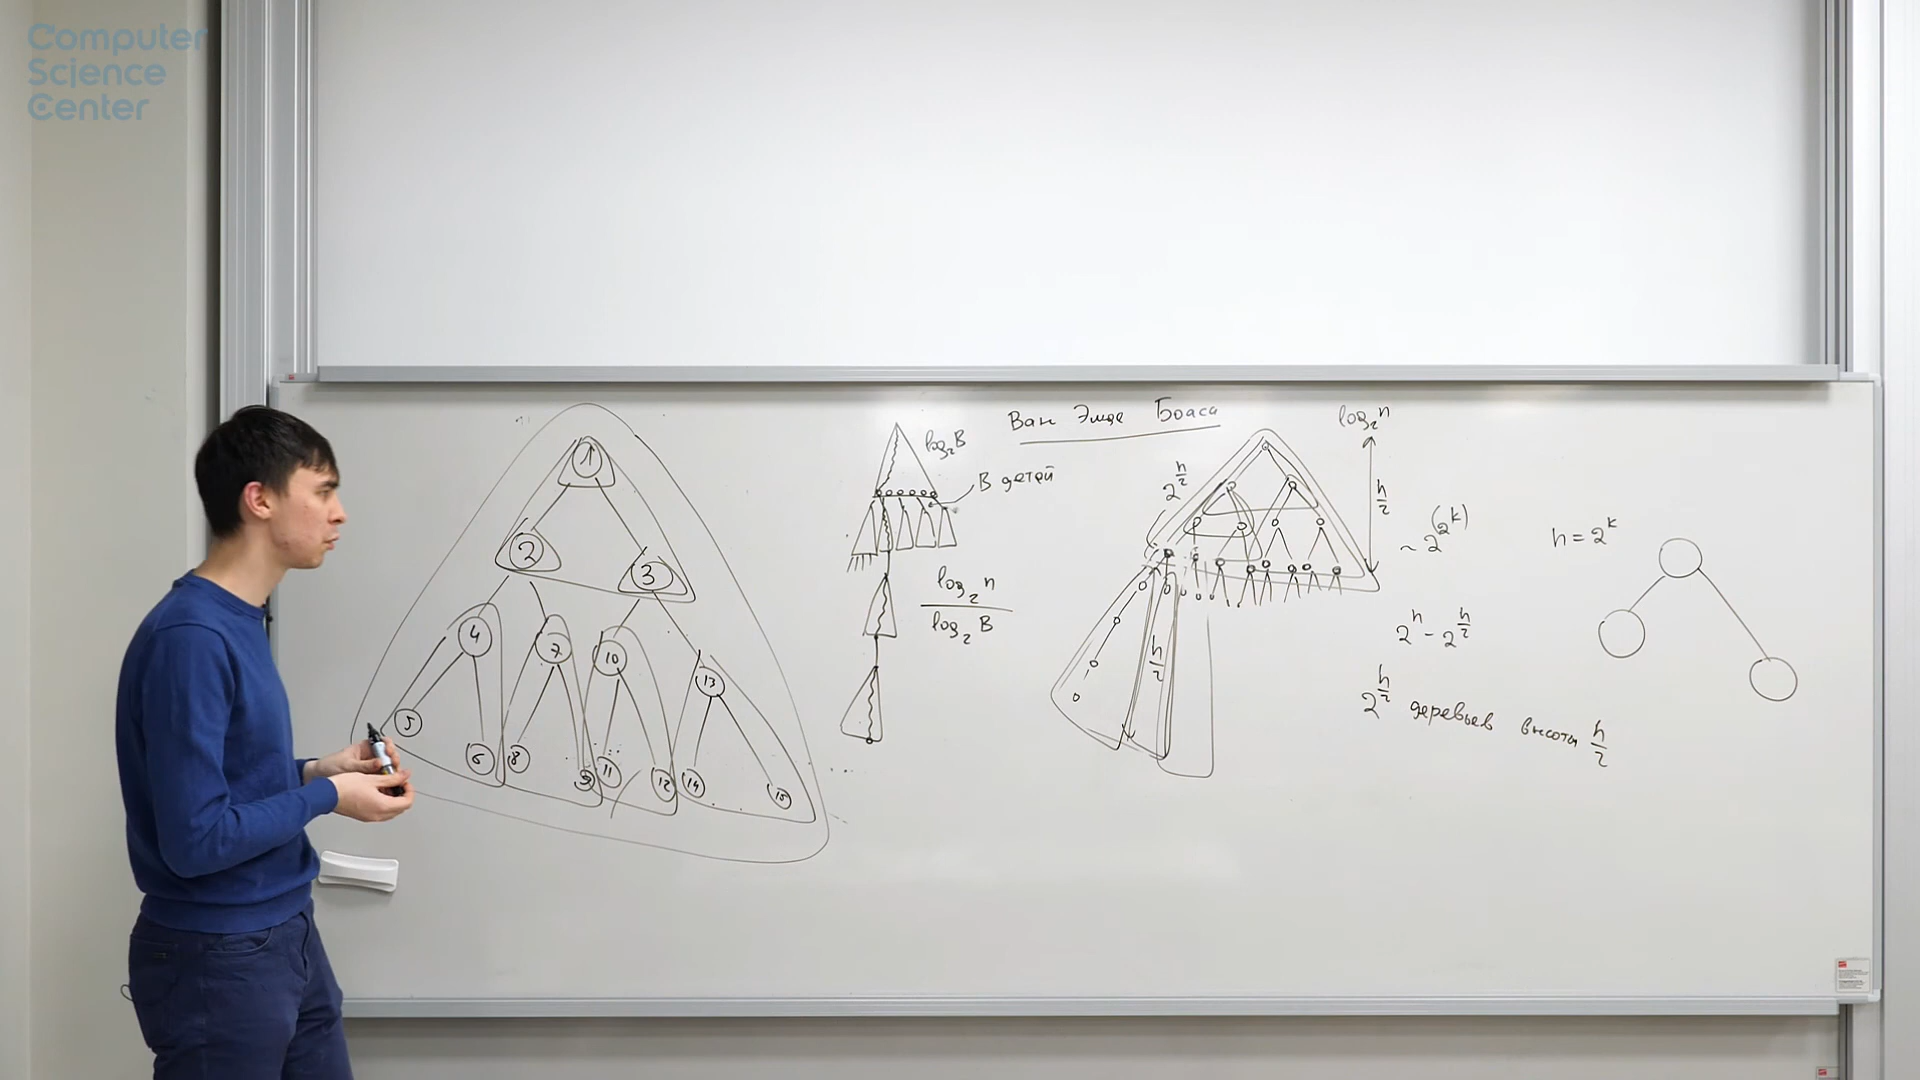 Computer
Science
Center
1
2
3
4
7
10
13
5
6
8
9
11
12
14
15
log₂B
В детей
log₂n
log₂B
Ван Эмде Боаса
log₂n
2^(h/2)
h/2
h/2
~2^(2^k)
h = 2^k
2^h - 2^(h/2)
2^(h/2) деревьев высоты h/2